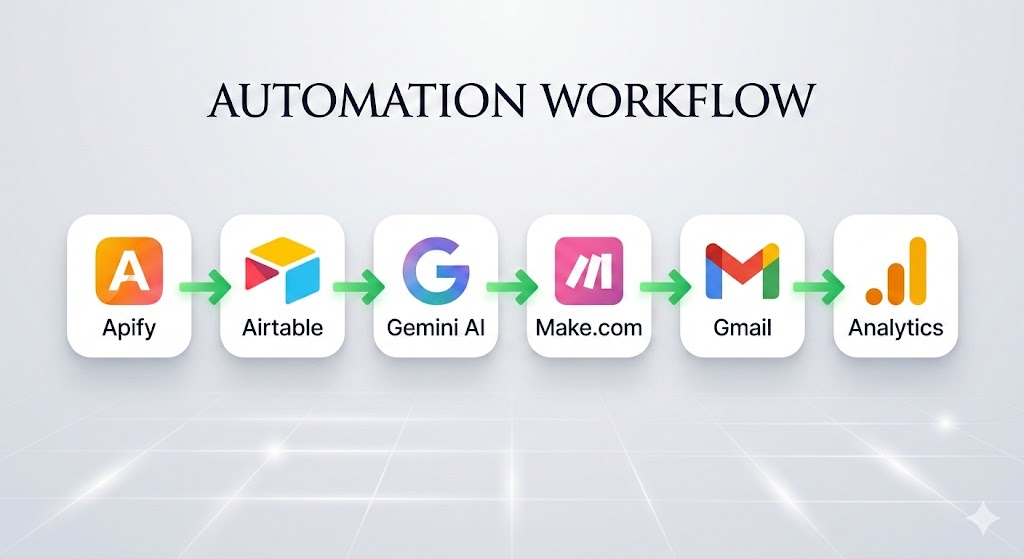 AUTOMATION WORKFLOW
Apify
Airtable
Gemini AI
Make.com
Gmail
Analytics